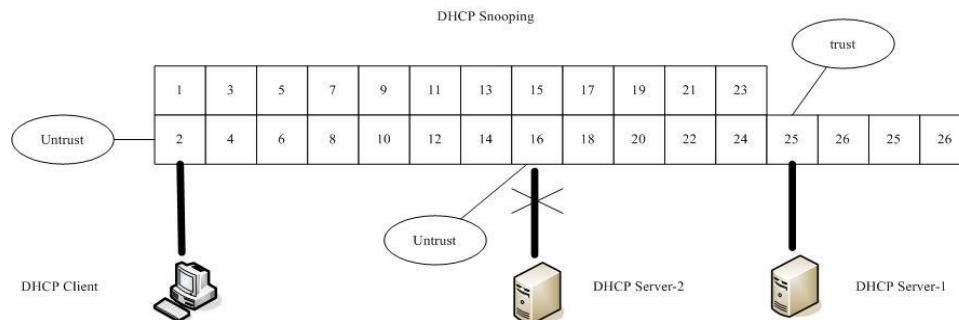 DHCP Snooping
trust
1 3 5 7 9 11 13 15 17 19 21 23
Untrust
2 4 6 8 10 12 14 16 18 20 22 24 25 26 25 26
Untrust
DHCP Client
DHCP Server-2
DHCP Server-1